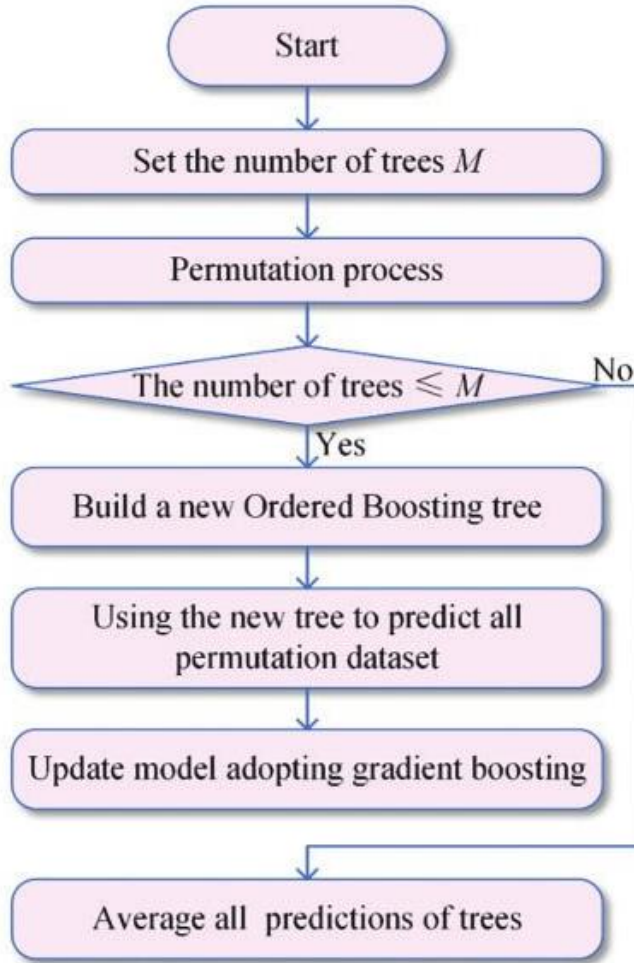 Start
Set the number of trees M
Permutation process
The number of trees ≤ M
No
Yes
Build a new Ordered Boosting tree
Using the new tree to predict all
permutation dataset
Update model adopting gradient boosting
Average all predictions of trees